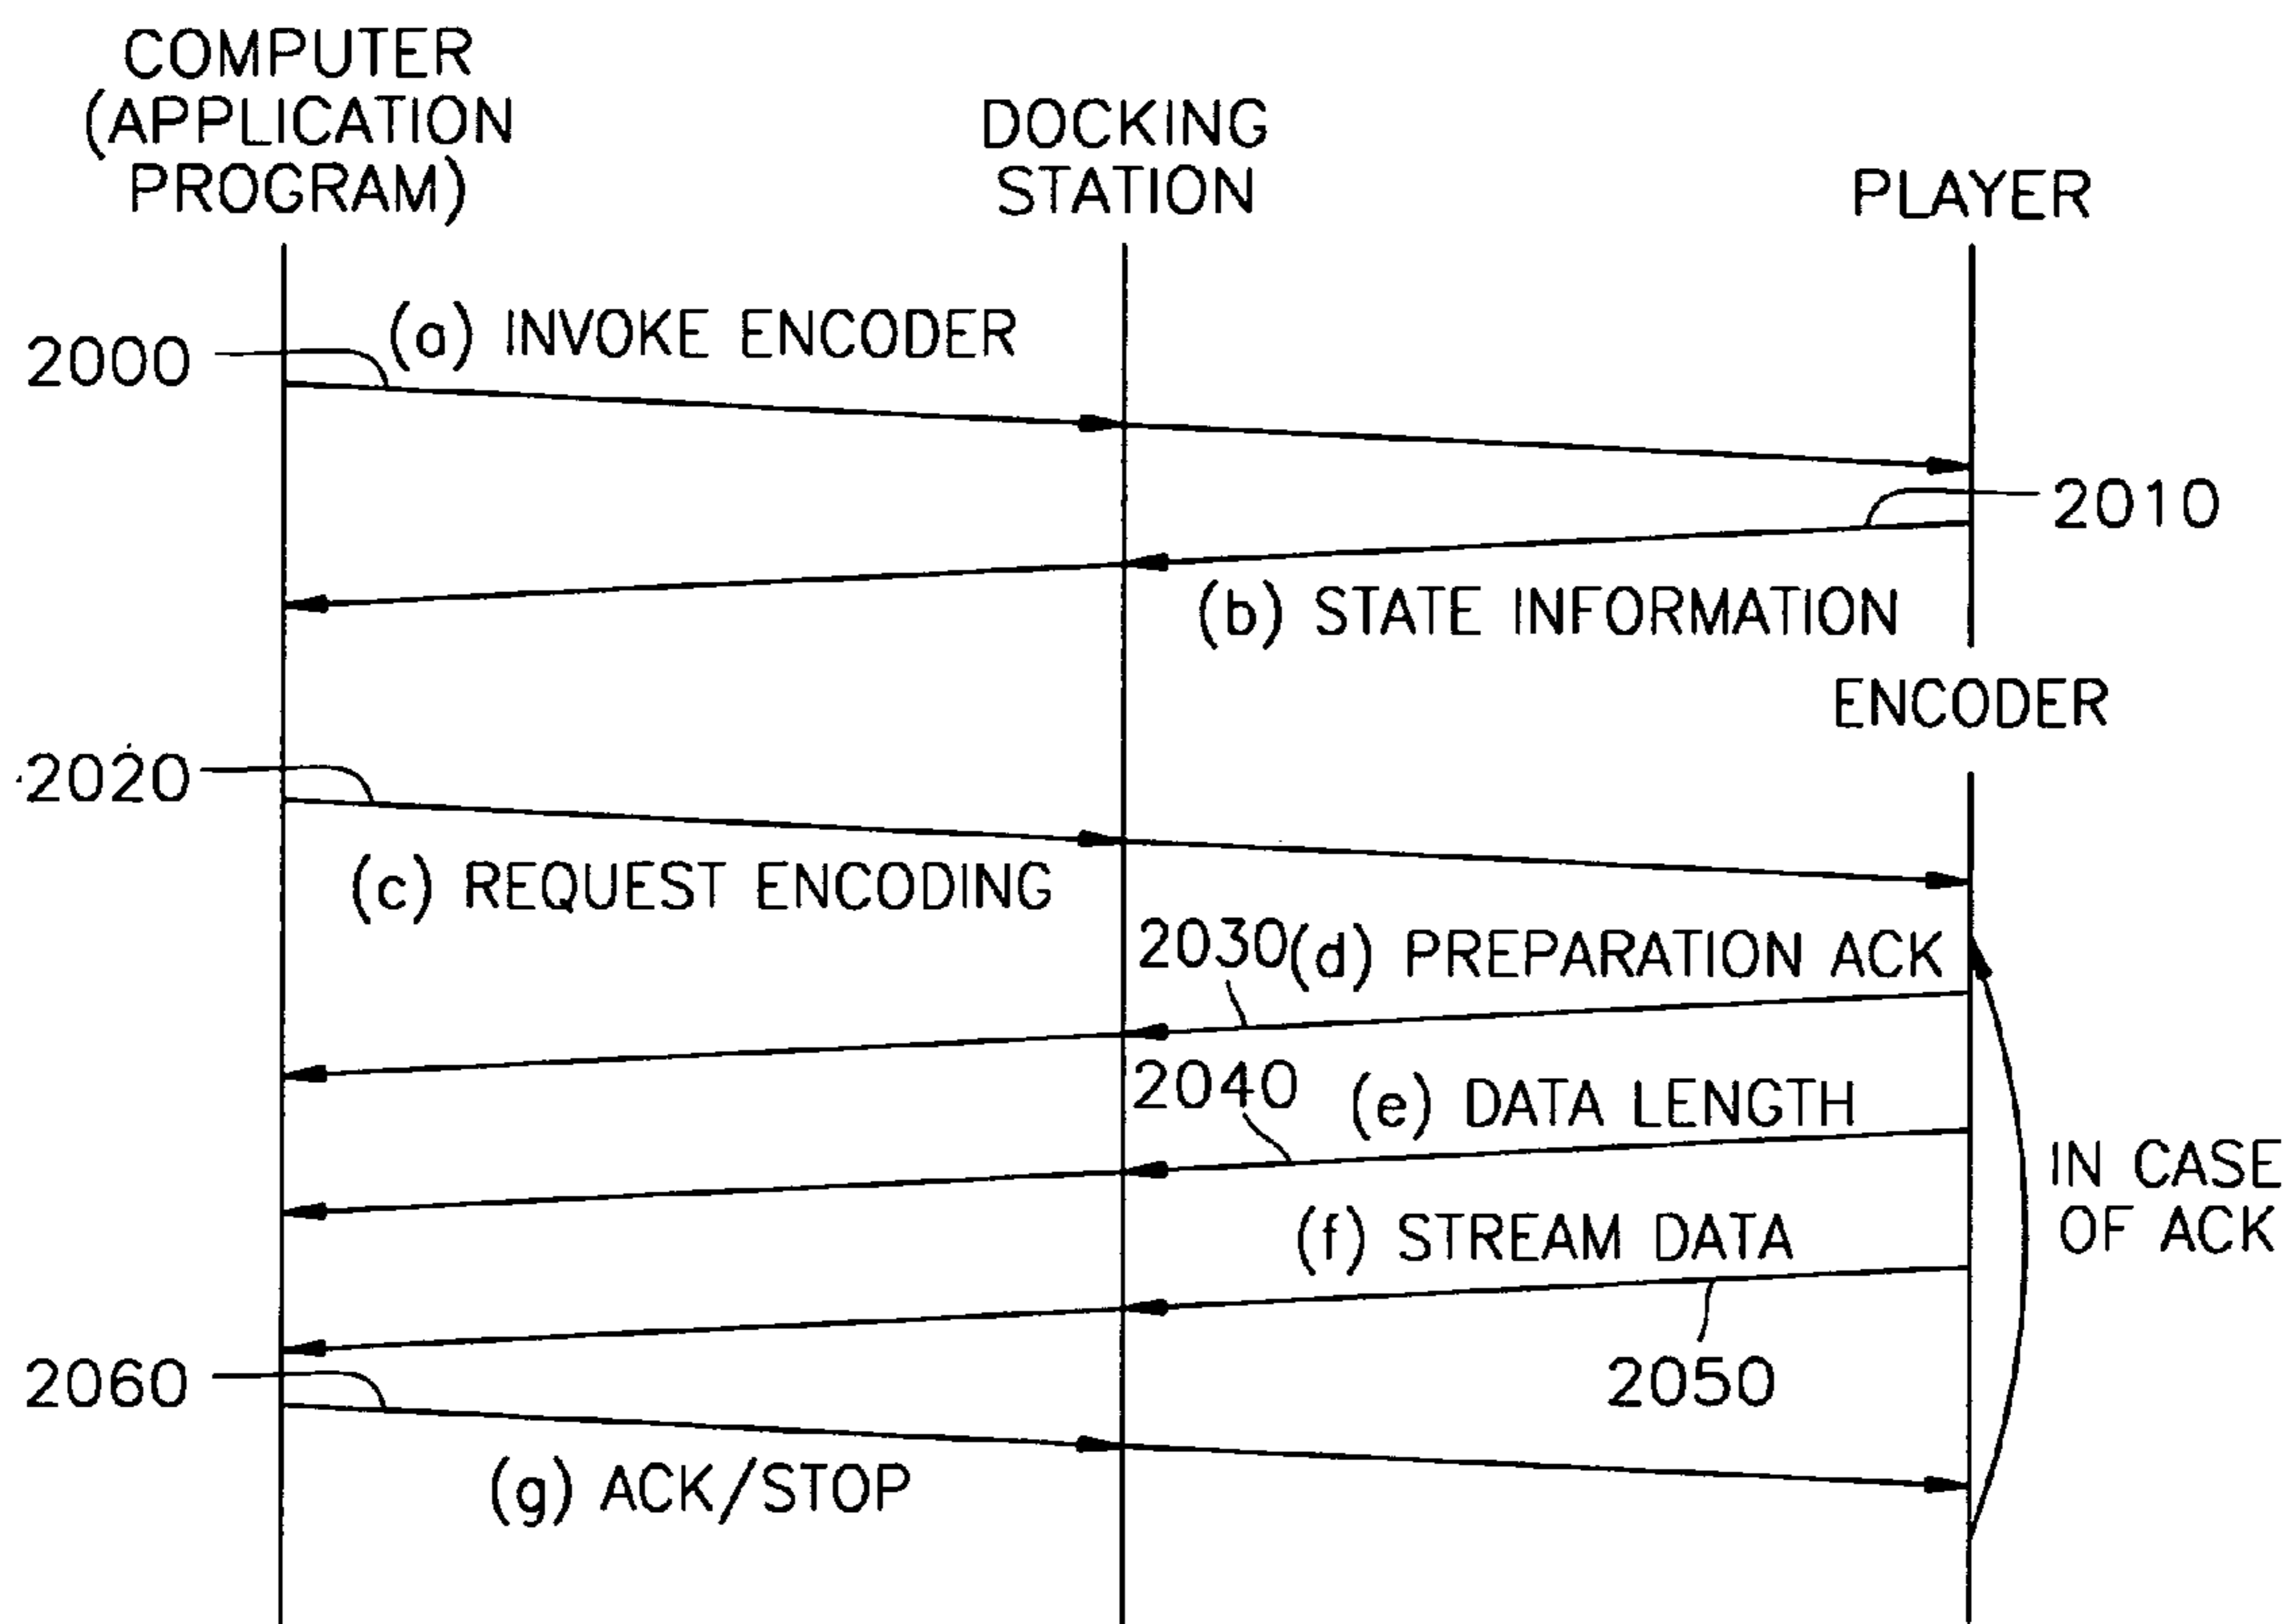 COMPUTER
(APPLICATION
PROGRAM)
DOCKING
STATION
PLAYER
2000
(a) INVOKE ENCODER
2010
(b) STATE INFORMATION
ENCODER
2020
(c) REQUEST ENCODING
2030
(d) PREPARATION ACK
2040
(e) DATA LENGTH
IN CASE
OF ACK
(f) STREAM DATA
2050
2060
(g) ACK/STOP